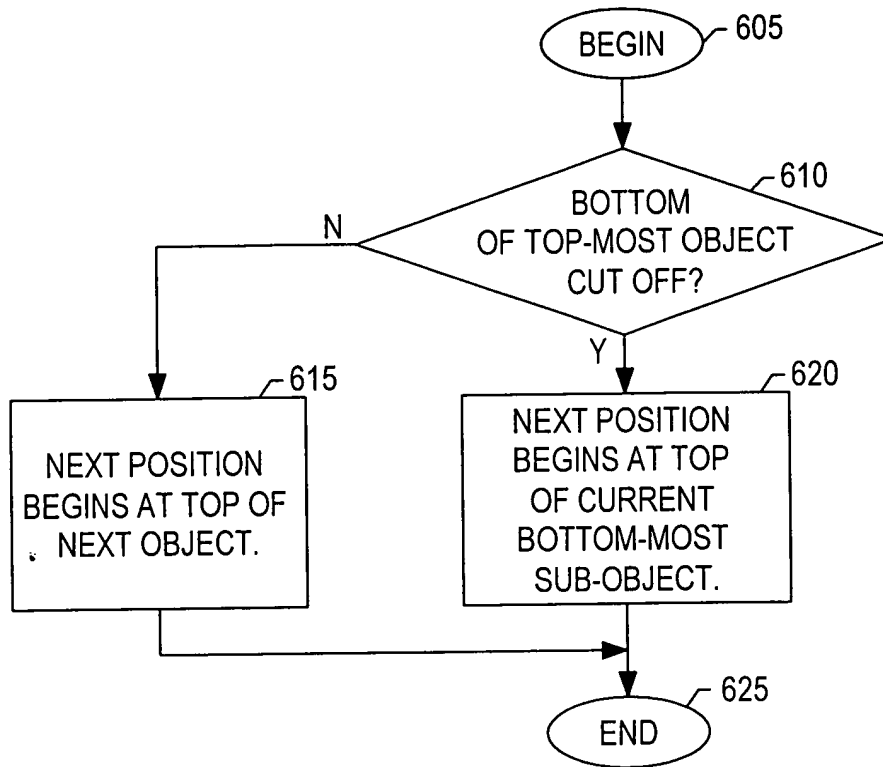 BEGIN
605
BOTTOM
OF TOP-MOST OBJECT
CUT OFF?
610
N
Y
615
NEXT POSITION
BEGINS AT TOP OF
NEXT OBJECT.
620
NEXT POSITION
BEGINS AT TOP
OF CURRENT
BOTTOM-MOST
SUB-OBJECT.
625
END